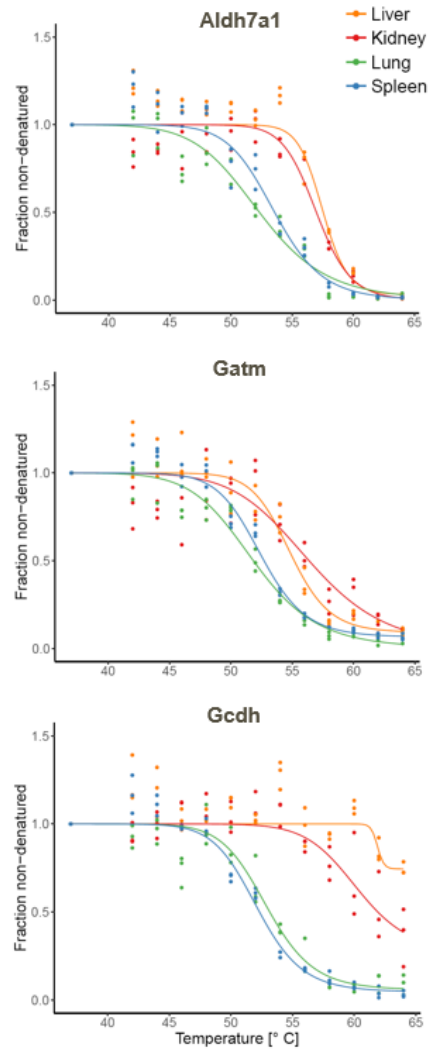 Aldh7a1
Liver
Kidney
Lung
Spleen
Fraction non-denatured
1.5
1.0
0.5
0.0
40 45 50 55 60 65
Gatm
Fraction non-denatured
1.5
1.0
0.5
0.0
40 45 50 55 60 65
Gcdh
Fraction non-denatured
1.5
1.0
0.5
0.0
40 45 50 55 60 65
Temperature [° C]